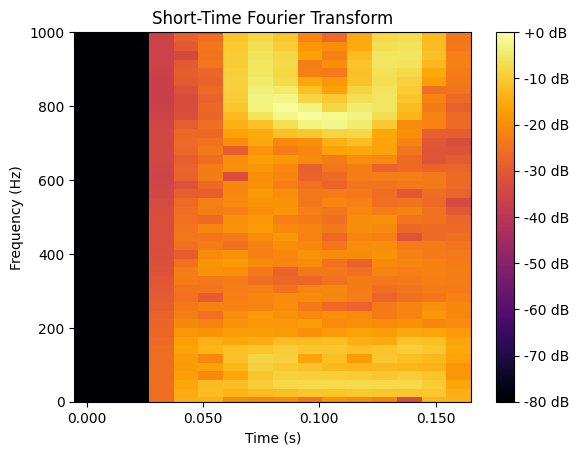 Short-Time Fourier Transform
1000
800
600
400
200
0
Frequency (Hz)
0.000
0.050
0.100
0.150
Time (s)
+0 dB
-10 dB
-20 dB
-30 dB
-40 dB
-50 dB
-60 dB
-70 dB
-80 dB